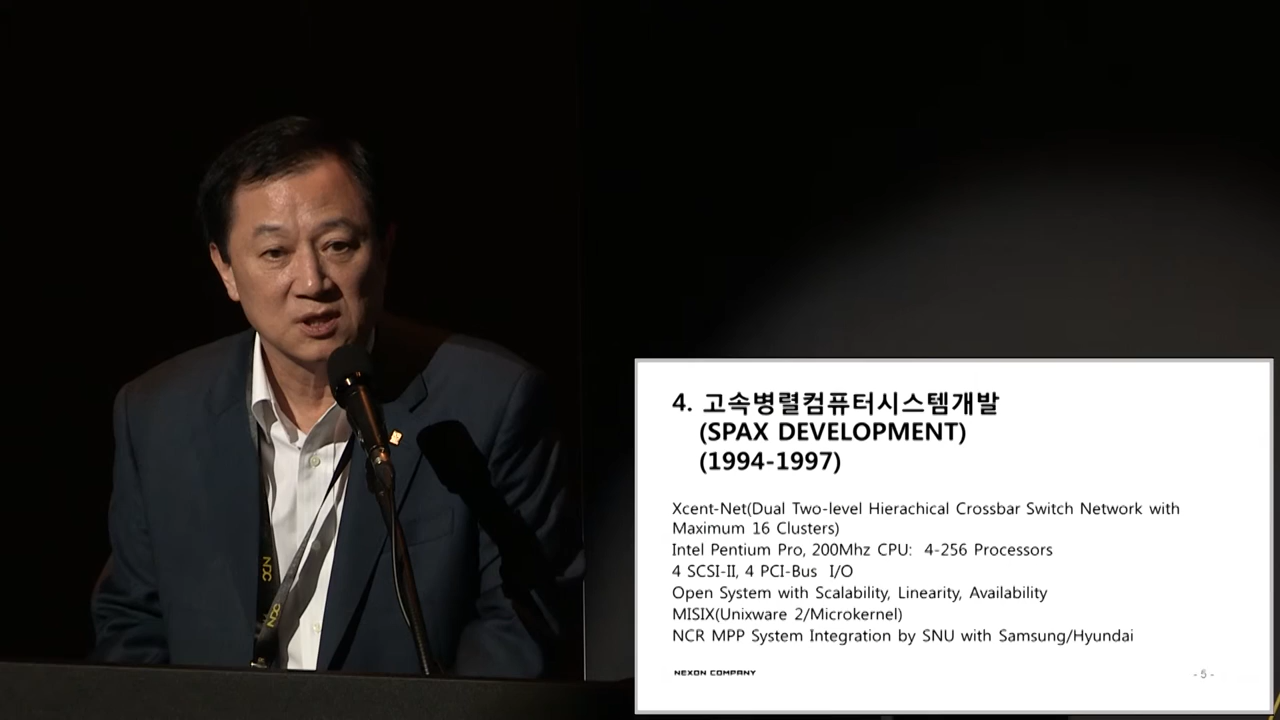 4. 고속병렬컴퓨터시스템개발
(SPAX DEVELOPMENT)
(1994-1997)
Xcent-Net(Dual Two-level Hierachical Crossbar Switch Network with
Maximum 16 Clusters)
Intel Pentium Pro, 200Mhz CPU: 4-256 Processors
4 SCSI-II, 4 PCI-Bus I/O
Open System with Scalability, Linearity, Availability
MISIX(Unixware 2/Microkernel)
NCR MPP System Integration by SNU with Samsung/Hyundai
NEXON COMPANY
- 5 -
NDC
NDC